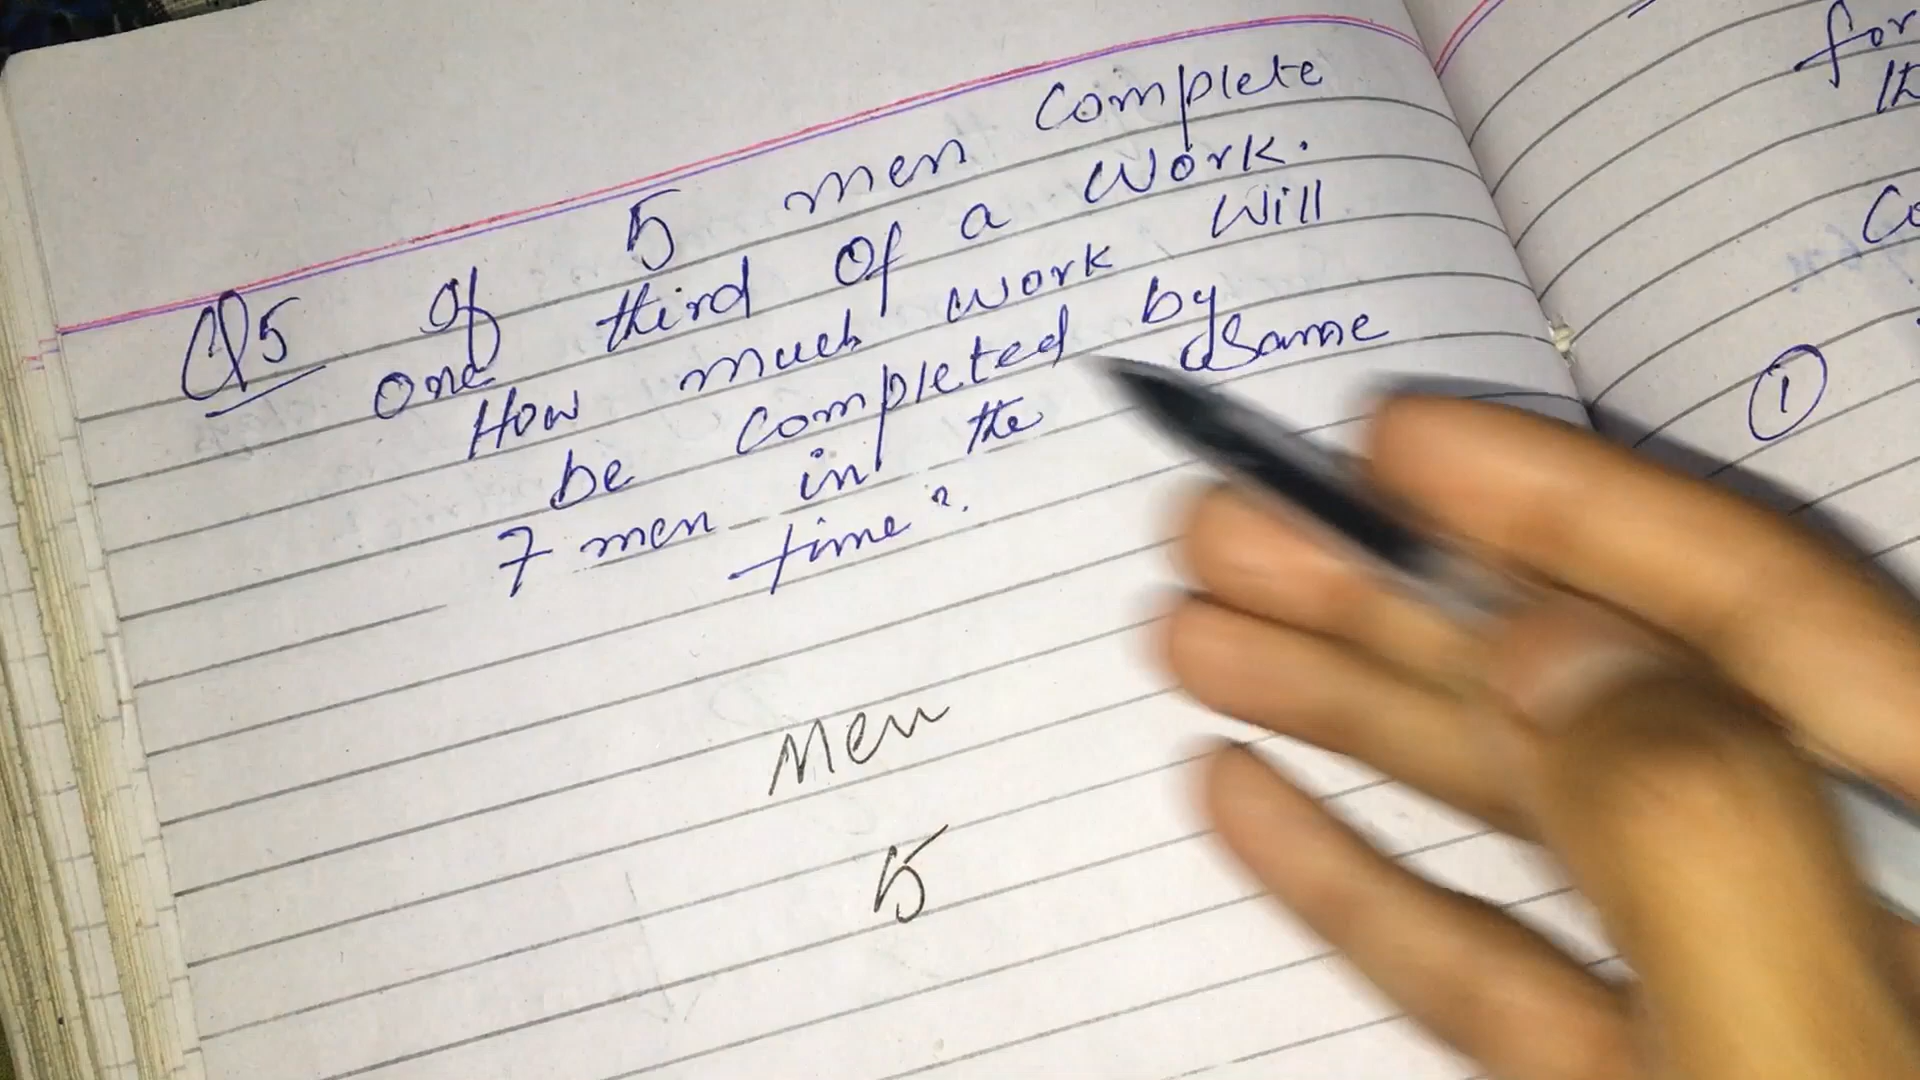 Q5 If 5 men complete
one third of a work.
How much work will
be completed by
7 men in the same
time?
Men
5
for
Co
①